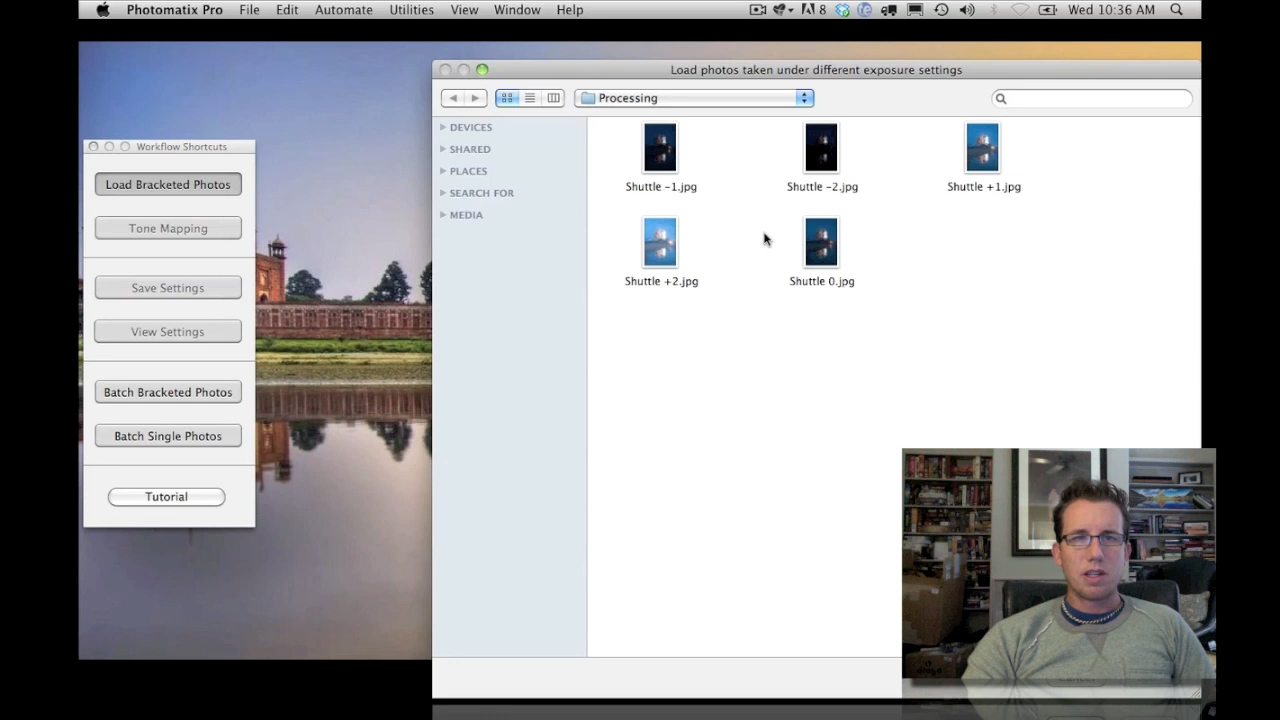 Photomatix Pro File Edit Automate Utilities View Window Help 8 Wed 10:36 AM
Load photos taken under different exposure settings
Processing
Workflow Shortcuts
Load Bracketed Photos
Tone Mapping
Save Settings
View Settings
Batch Bracketed Photos
Batch Single Photos
Tutorial
DEVICES
SHARED
PLACES
SEARCH FOR
MEDIA
Shuttle -1.jpg
Shuttle -2.jpg
Shuttle +1.jpg
Shuttle +2.jpg
Shuttle 0.jpg